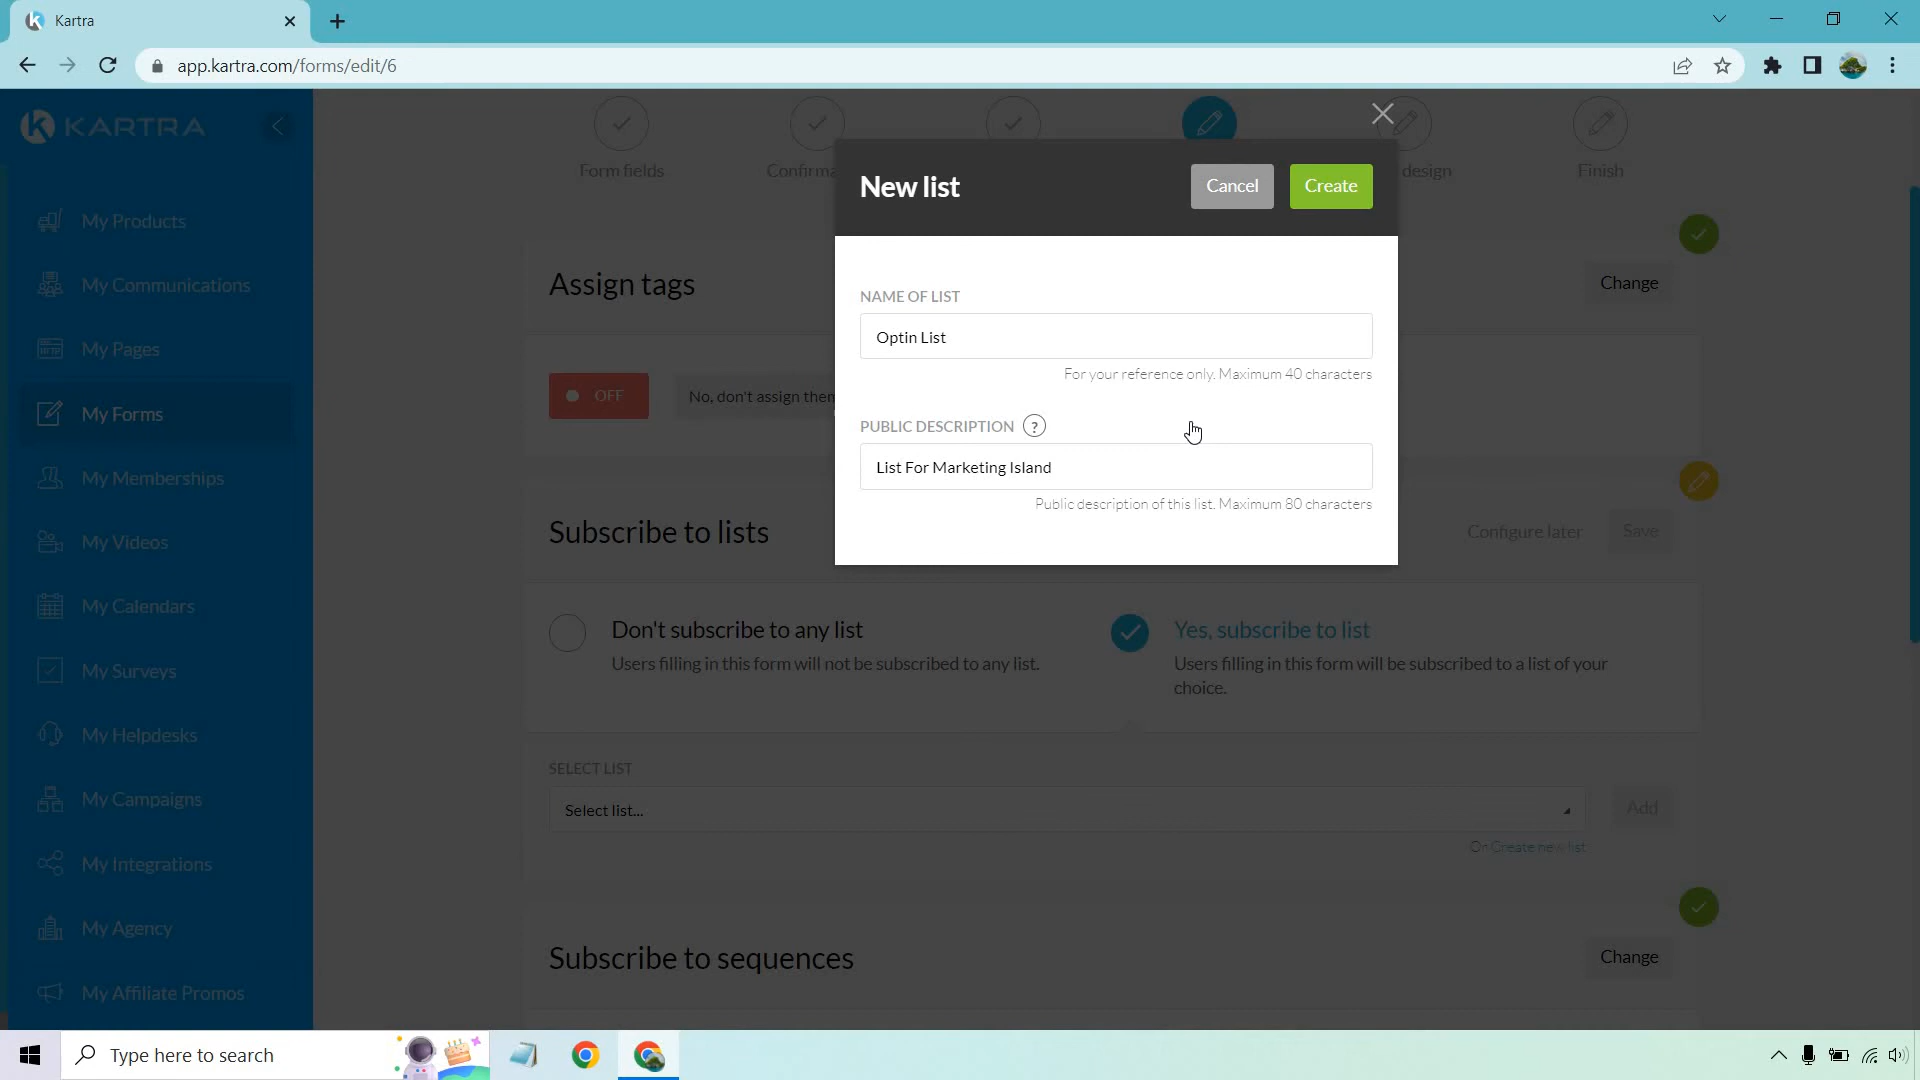 Kartra
app.kartra.com/forms/edit/6
KARTRA
My Products
My Communications
My Pages
My Forms
My Memberships
My Videos
My Calendars
My Surveys
My Helpdesks
My Campaigns
My Integrations
My Agency
My Affiliate Promos
Form fields
Confirma
design
Finish
New list
Cancel
Create
NAME OF LIST
Optin List
For your reference only. Maximum 40 characters
PUBLIC DESCRIPTION ?
List For Marketing Island
Public description of this list. Maximum 80 characters
Assign tags
Change
OFF
No, don't assign them
Subscribe to lists
Configure later
Save
Don't subscribe to any list
Users filling in this form will not be subscribed to any list.
Yes, subscribe to list
Users filling in this form will be subscribed to a list of your
choice.
SELECT LIST
Select list...
Add
Or Create new list
Subscribe to sequences
Change
Type here to search